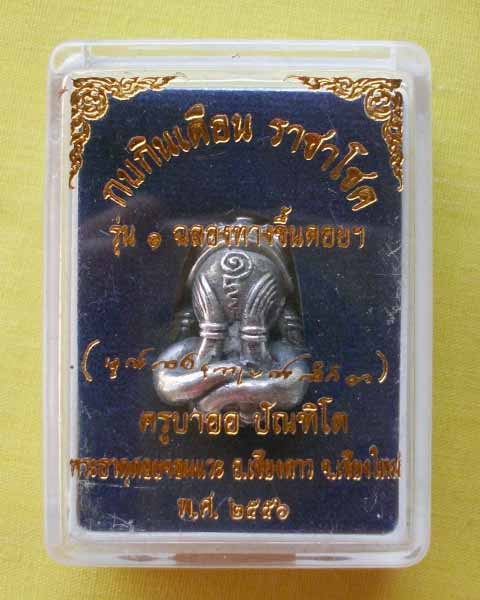 กบกินเดือน ราชาโชค
รุ่น ๑ ฉลองทางขึ้นดอยฯ
ครูบาออ ปัณฑิโต
พระธาตุดอยจอมแวะ อ.เชียงดาว จ.เชียงใหม่
พ.ศ. ๒๕๕๖